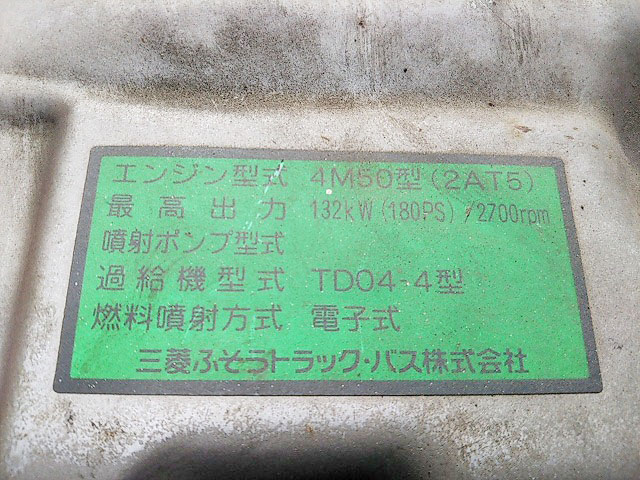 エンジン型式 4M50型(2AT5)
最高出力 132kW(180PS)/2700rpm
噴射ポンプ型式
過給機型式 TD04-4型
燃料噴射方式 電子式
三菱ふそうトラック・バス株式会社